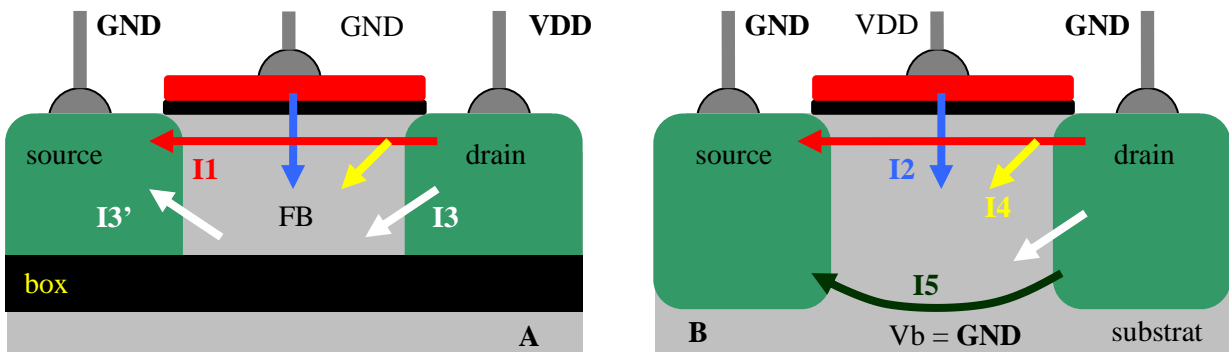 GND GND VDD
source drain
I1
I3’ FB I3
box
A
GND VDD GND
source drain
I2
I4
I5
B Vb = GND substrat